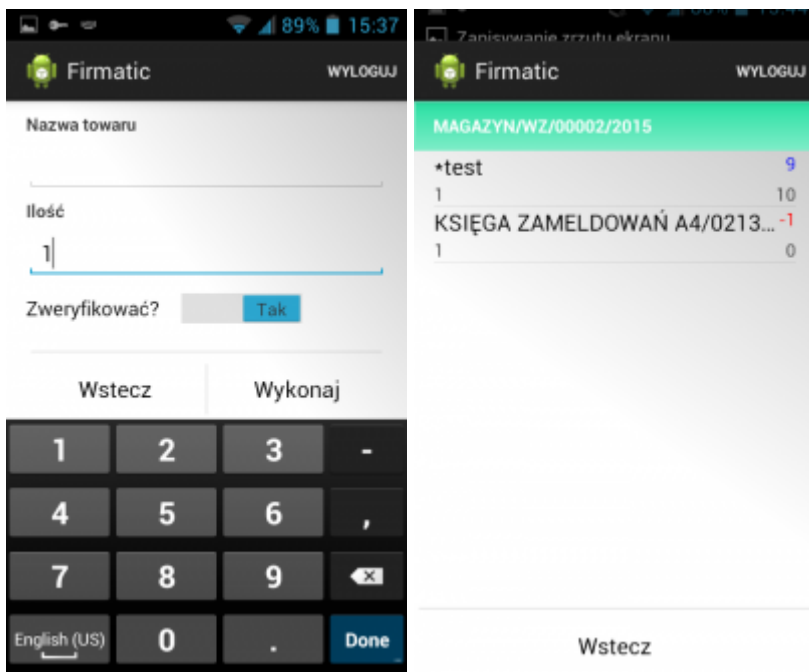 89% 15:37
Firmatic WYLOGUJ
Nazwa towaru
Ilość
1
Zweryfikować? Tak
Wstecz Wykonaj
1 2 3 -
4 5 6 ,
7 8 9
English (US) 0 . Done
Zapisywanie zrzutu ekranu
Firmatic WYLOGUJ
MAGAZYN/WZ/00002/2015
*test 9
1 10
KSIĘGA ZAMELDOWAŃ A4/0213... -1
1 0
Wstecz